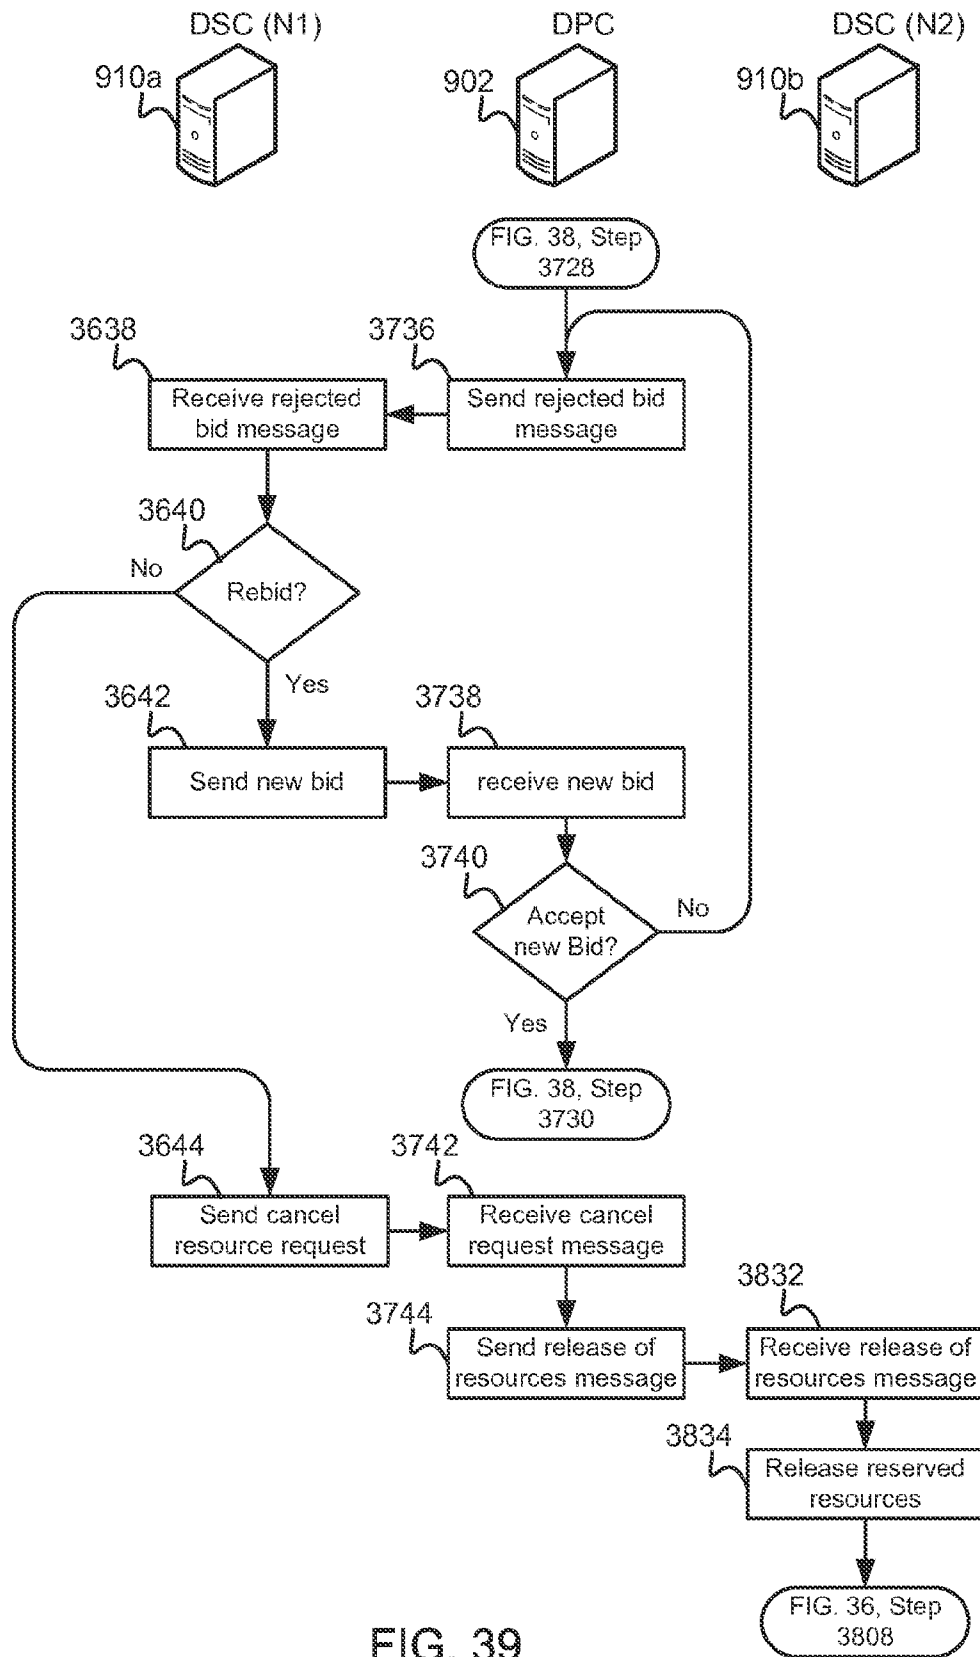 DSC (N1)
DPC
DSC (N2)
910a
902
910b
FIG. 38, Step
3728
3638
3736
Receive rejected
bid message
Send rejected bid
message
3640
No
Rebid?
Yes
3642
3738
Send new bid
receive new bid
3740
Accept
new Bid?
No
Yes
FIG. 38, Step
3730
3644
3742
Send cancel
resource request
Receive cancel
request message
3832
3744
Send release of
resources message
Receive release of
resources message
3834
Release reserved
resources
FIG. 36, Step
3808
FIG. 39